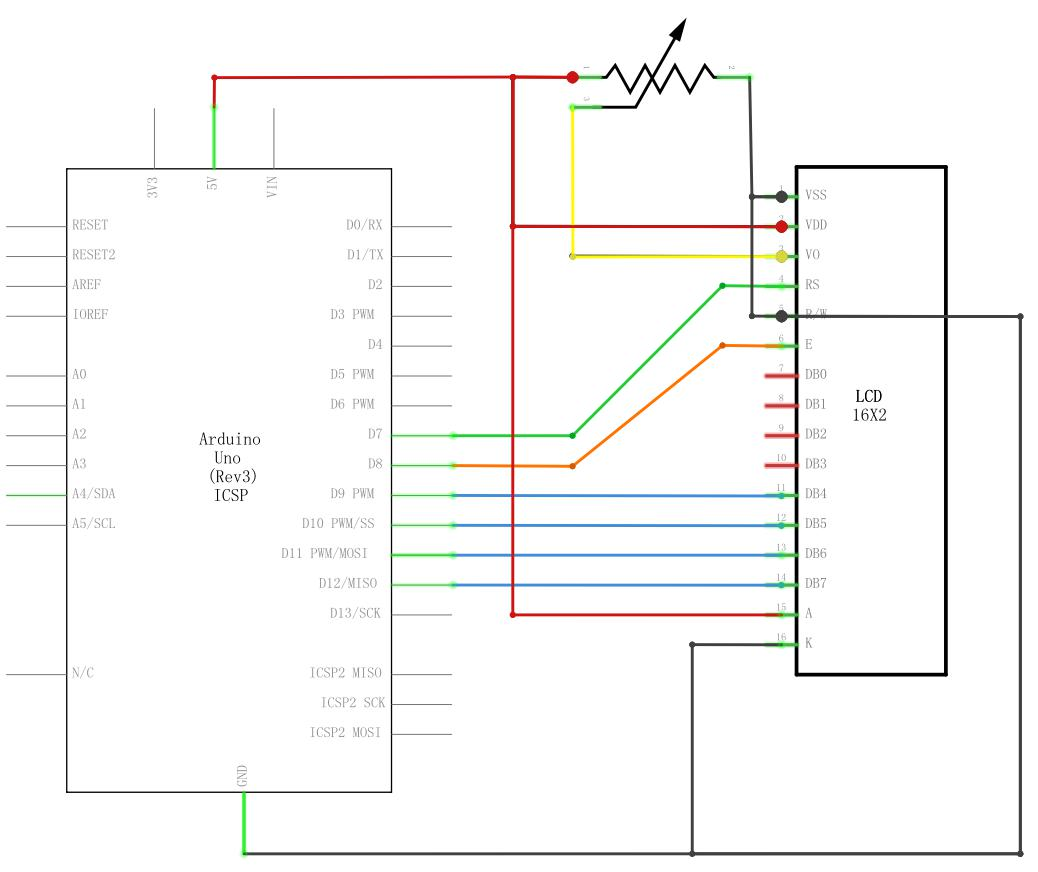 1
2
3
3V3
5V
VIN
RESET
RESET2
AREF
IOREF
A0
A1
A2
A3
A4/SDA
A5/SCL
N/C
Arduino
Uno
(Rev3)
ICSP
D0/RX
D1/TX
D2
D3 PWM
D4
D5 PWM
D6 PWM
D7
D8
D9 PWM
D10 PWM/SS
D11 PWM/MOSI
D12/MISO
D13/SCK
ICSP2 MISO
ICSP2 SCK
ICSP2 MOSI
GND
1 VSS
2 VDD
3 VO
4 RS
5 R/W
6 E
7 DB0
8 DB1
9 DB2
10 DB3
11 DB4
12 DB5
13 DB6
14 DB7
15 A
16 K
LCD
16X2